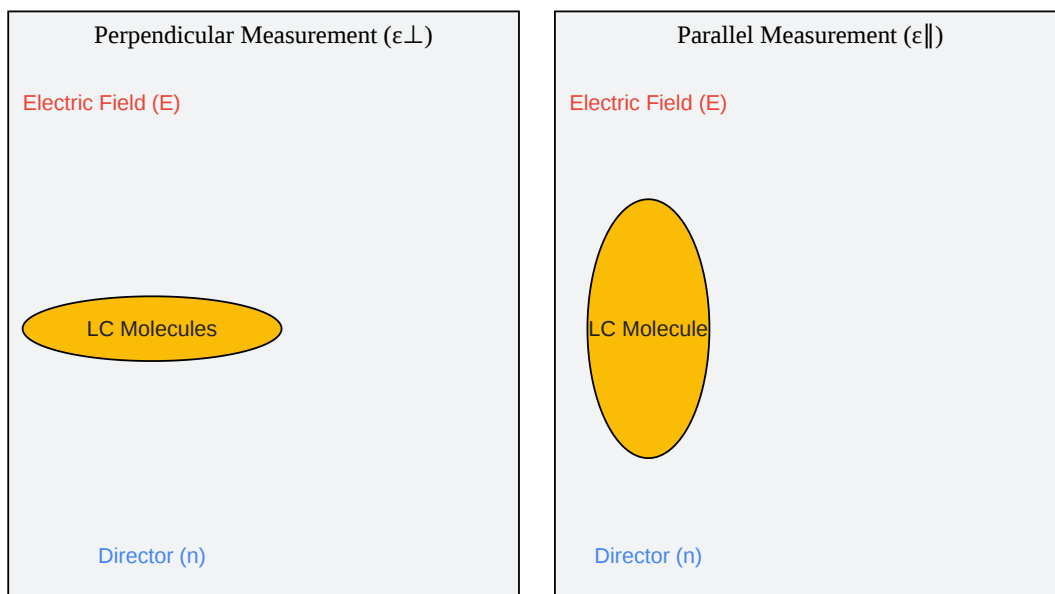 Perpendicular Measurement (ε⊥)
Electric Field (E)
LC Molecules
Director (n)
Parallel Measurement (ε∥)
Electric Field (E)
LC Molecule
Director (n)